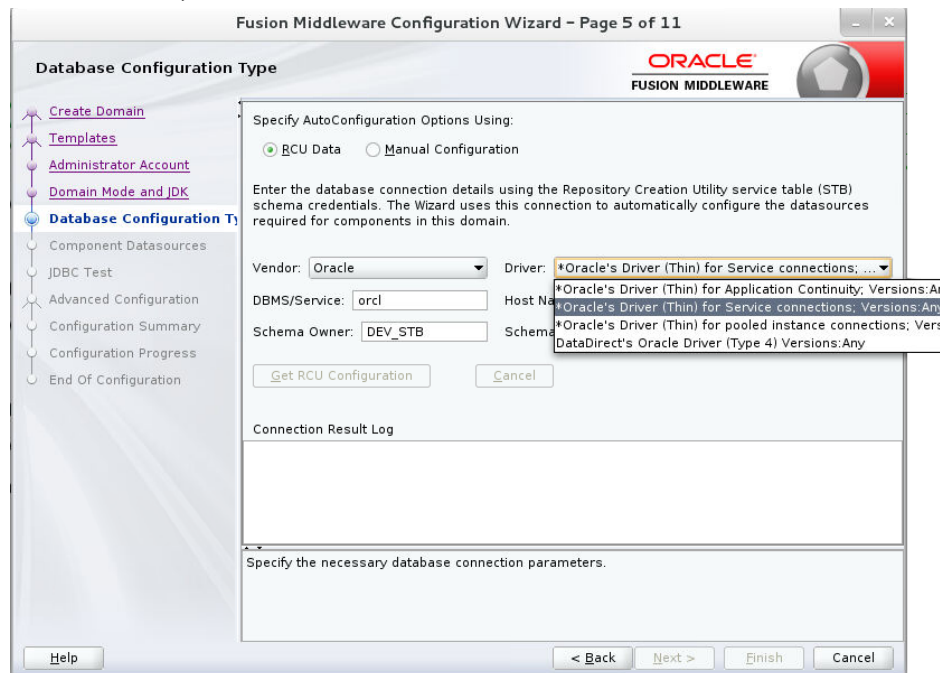 Fusion Middleware Configuration Wizard – Page 5 of 11
Database Configuration Type
ORACLE
FUSION MIDDLEWARE
Create Domain
Templates
Administrator Account
Domain Mode and JDK
Database Configuration Ty
Component Datasources
JDBC Test
Advanced Configuration
Configuration Summary
Configuration Progress
End Of Configuration
Specify AutoConfiguration Options Using:
RCU Data Manual Configuration
Enter the database connection details using the Repository Creation Utility service table (STB)
schema credentials. The Wizard uses this connection to automatically configure the datasources
required for components in this domain.
Vendor: Oracle Driver: *Oracle's Driver (Thin) for Service connections; ...
*Oracle's Driver (Thin) for Application Continuity; Versions:An
DBMS/Service: orcl Host Na
*Oracle's Driver (Thin) for Service connections; Versions:Any
*Oracle's Driver (Thin) for pooled instance connections; Vers
Schema Owner: DEV_STB Schema
DataDirect's Oracle Driver (Type 4) Versions:Any
Get RCU Configuration Cancel
Connection Result Log
Specify the necessary database connection parameters.
Help < Back Next > Finish Cancel